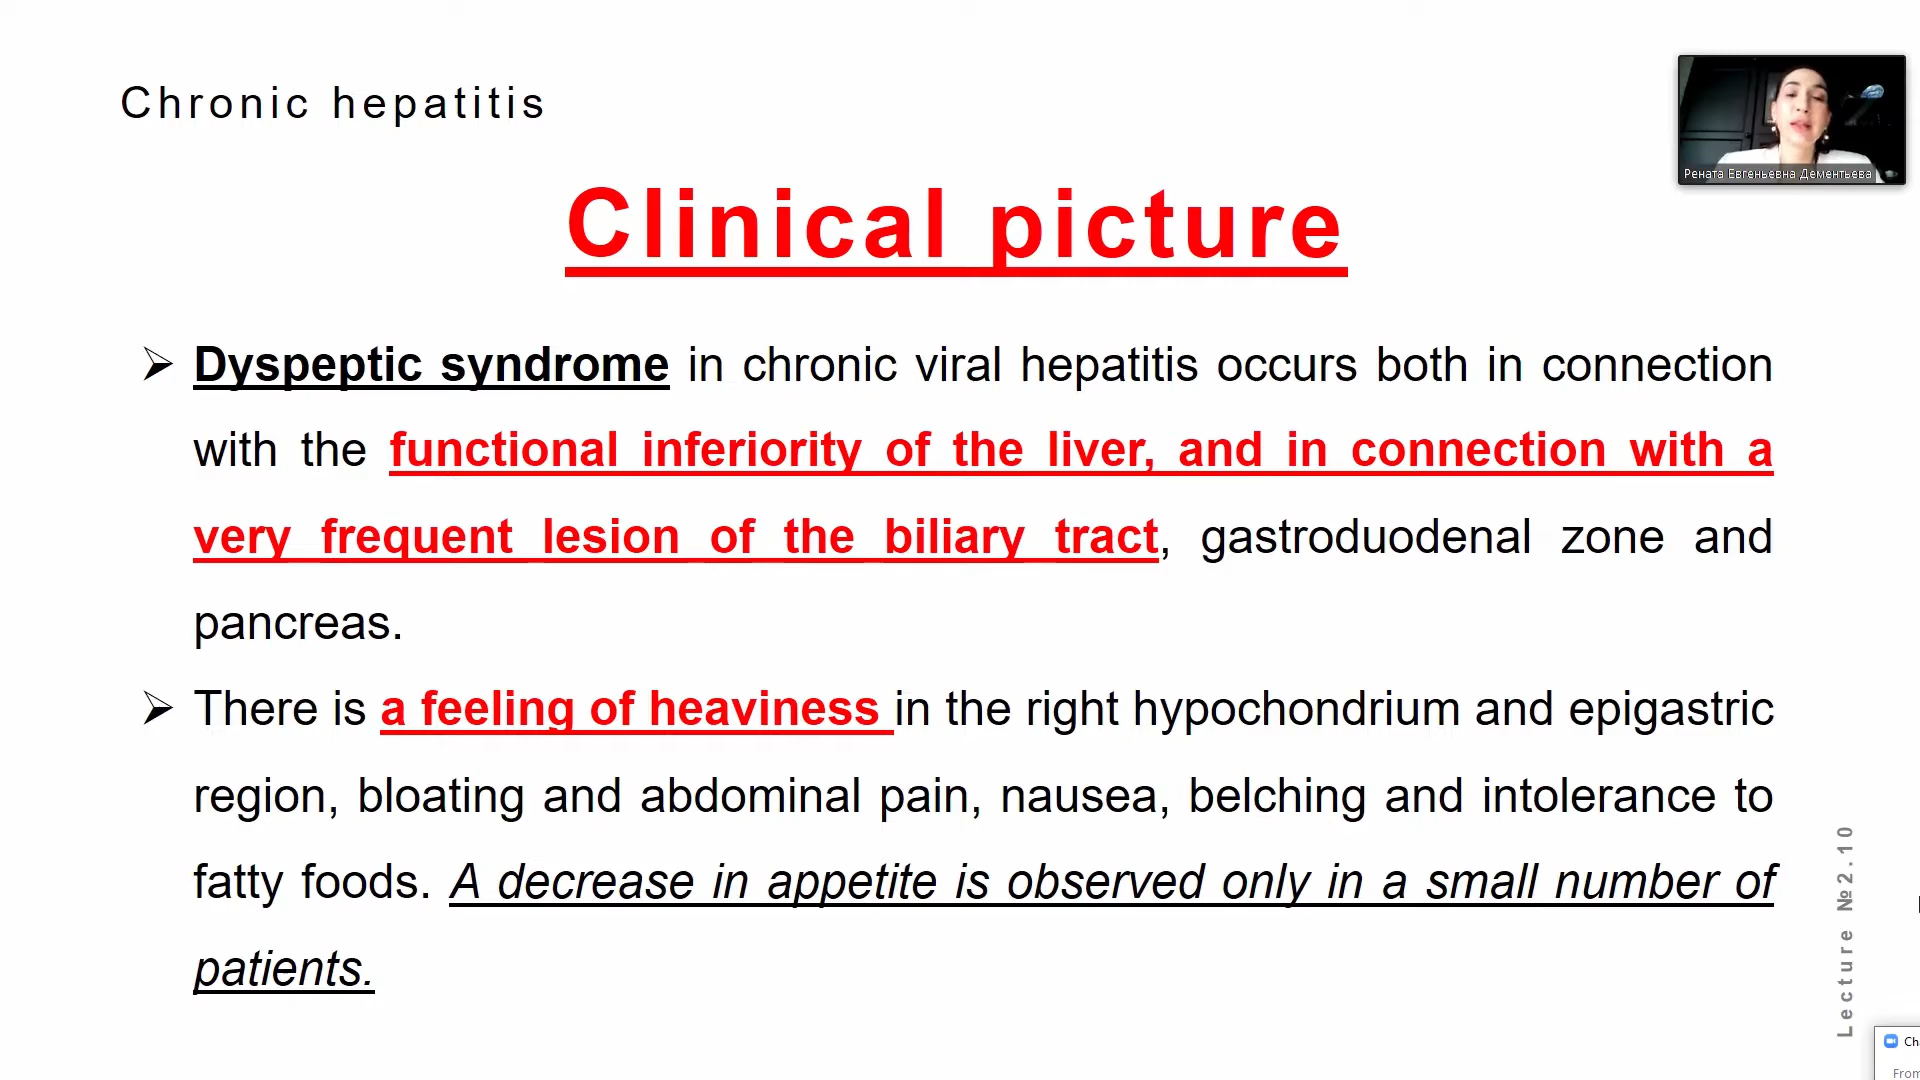 Chronic hepatitis
Рената Евгеньевна Дементьева
Clinical picture
Dyspeptic syndrome in chronic viral hepatitis occurs both in connection
with the functional inferiority of the liver, and in connection with a
very frequent lesion of the biliary tract, gastroduodenal zone and
pancreas.
There is a feeling of heaviness in the right hypochondrium and epigastric
region, bloating and abdominal pain, nausea, belching and intolerance to
fatty foods. A decrease in appetite is observed only in a small number of
patients.
Lecture №2.10
Ch
From